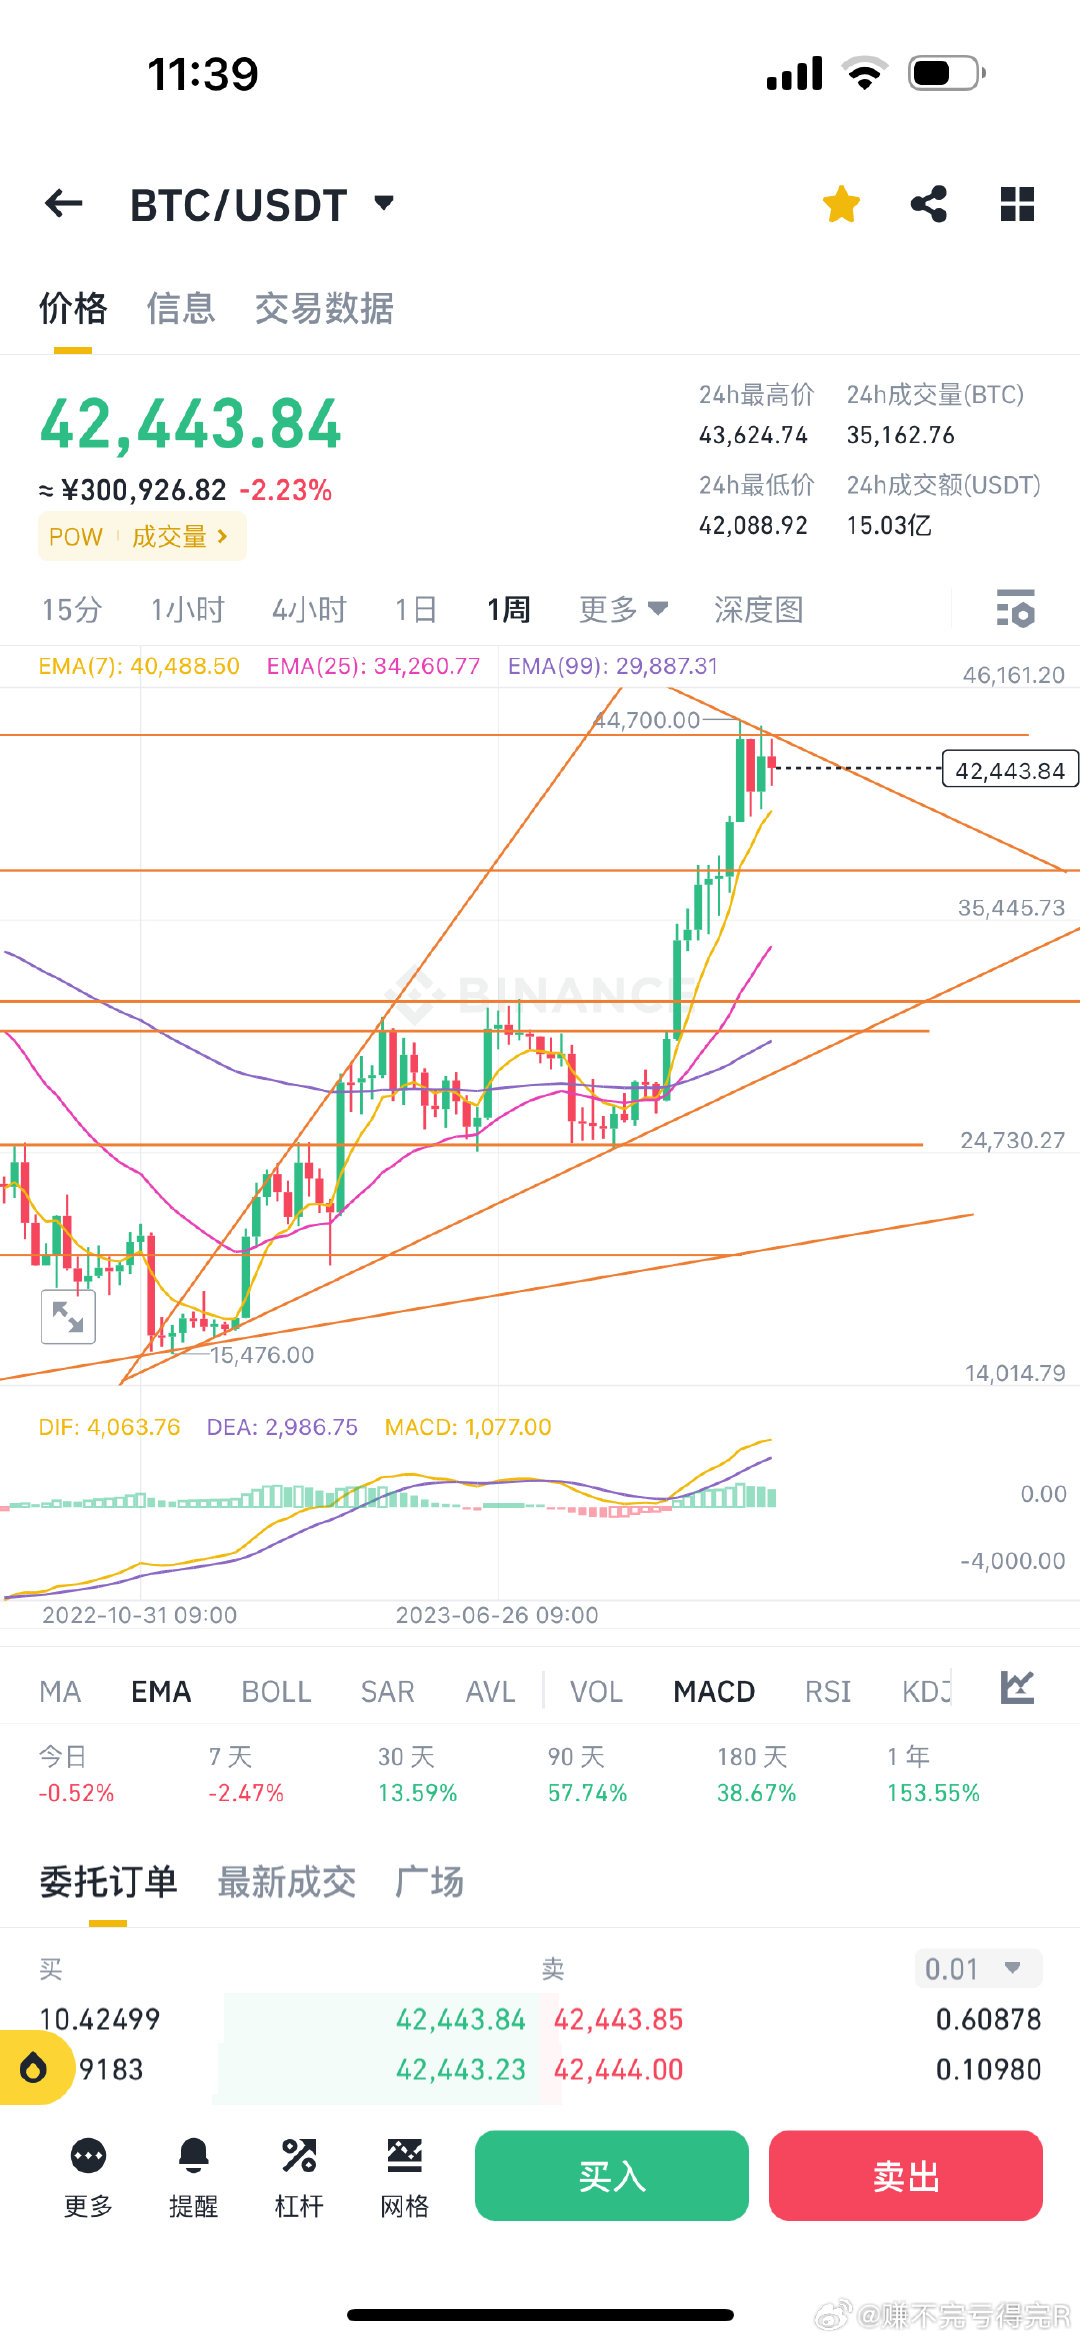 11:39
BTC/USDT
价格 信息 交易数据
42,443.84
≈ ¥300,926.82 -2.23%
POW 成交量
24h最高价 24h成交量(BTC)
43,624.74 35,162.76
24h最低价 24h成交额(USDT)
42,088.92 15.03亿
15分 1小时 4小时 1日 1周 更多 深度图
EMA(7): 40,488.50 EMA(25): 34,260.77 EMA(99): 29,887.31
46,161.20
44,700.00
42,443.84
35,445.73
BINANCE
24,730.27
15,476.00
14,014.79
DIF: 4,063.76 DEA: 2,986.75 MACD: 1,077.00
0.00
-4,000.00
2022-10-31 09:00 2023-06-26 09:00
MA EMA BOLL SAR AVL VOL MACD RSI KDJ
今日 7 天 30 天 90 天 180 天 1 年
-0.52% -2.47% 13.59% 57.74% 38.67% 153.55%
委托订单 最新成交 广场
买 卖 0.01
10.42499 42,443.84 42,443.85 0.60878
9183 42,443.23 42,444.00 0.10980
更多 提醒 杠杆 网格 买入 卖出
@赚不完亏得完R